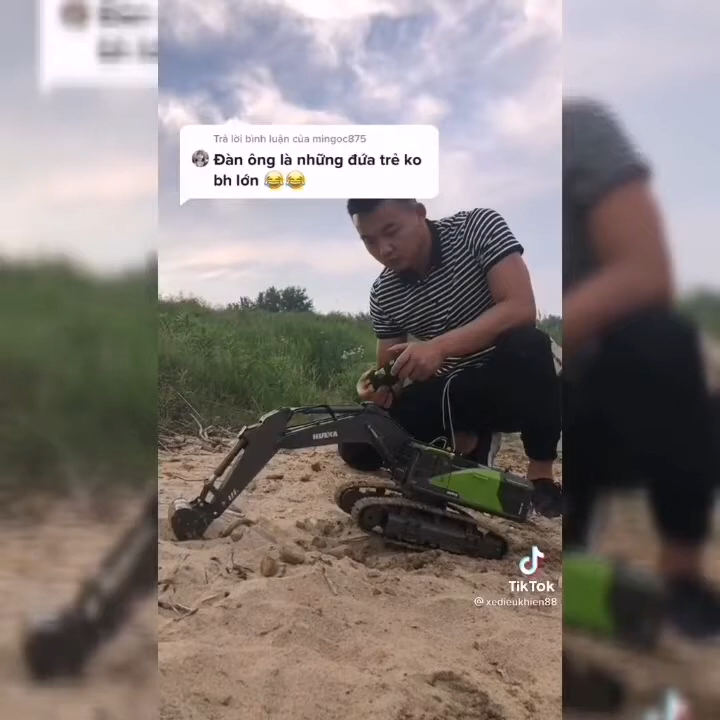 Trả lời bình luận của mingoc875
Đàn ông là những đứa trẻ ko
bh lớn 😂😂
HUINA
TikTok
@xedieukhien88